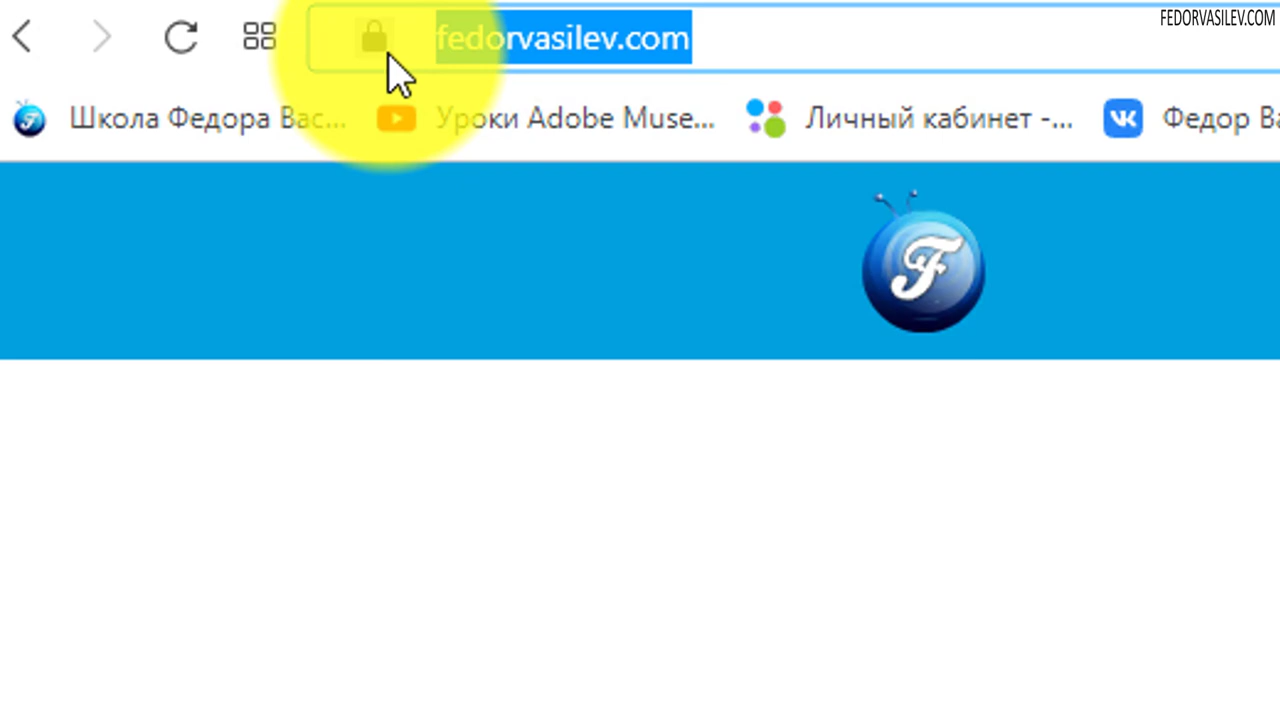 FEDORVASILEV.COM
fedorvasilev.com
Школа Федора Вас... Уроки Adobe Muse... Личный кабинет -... Федор Ва
F